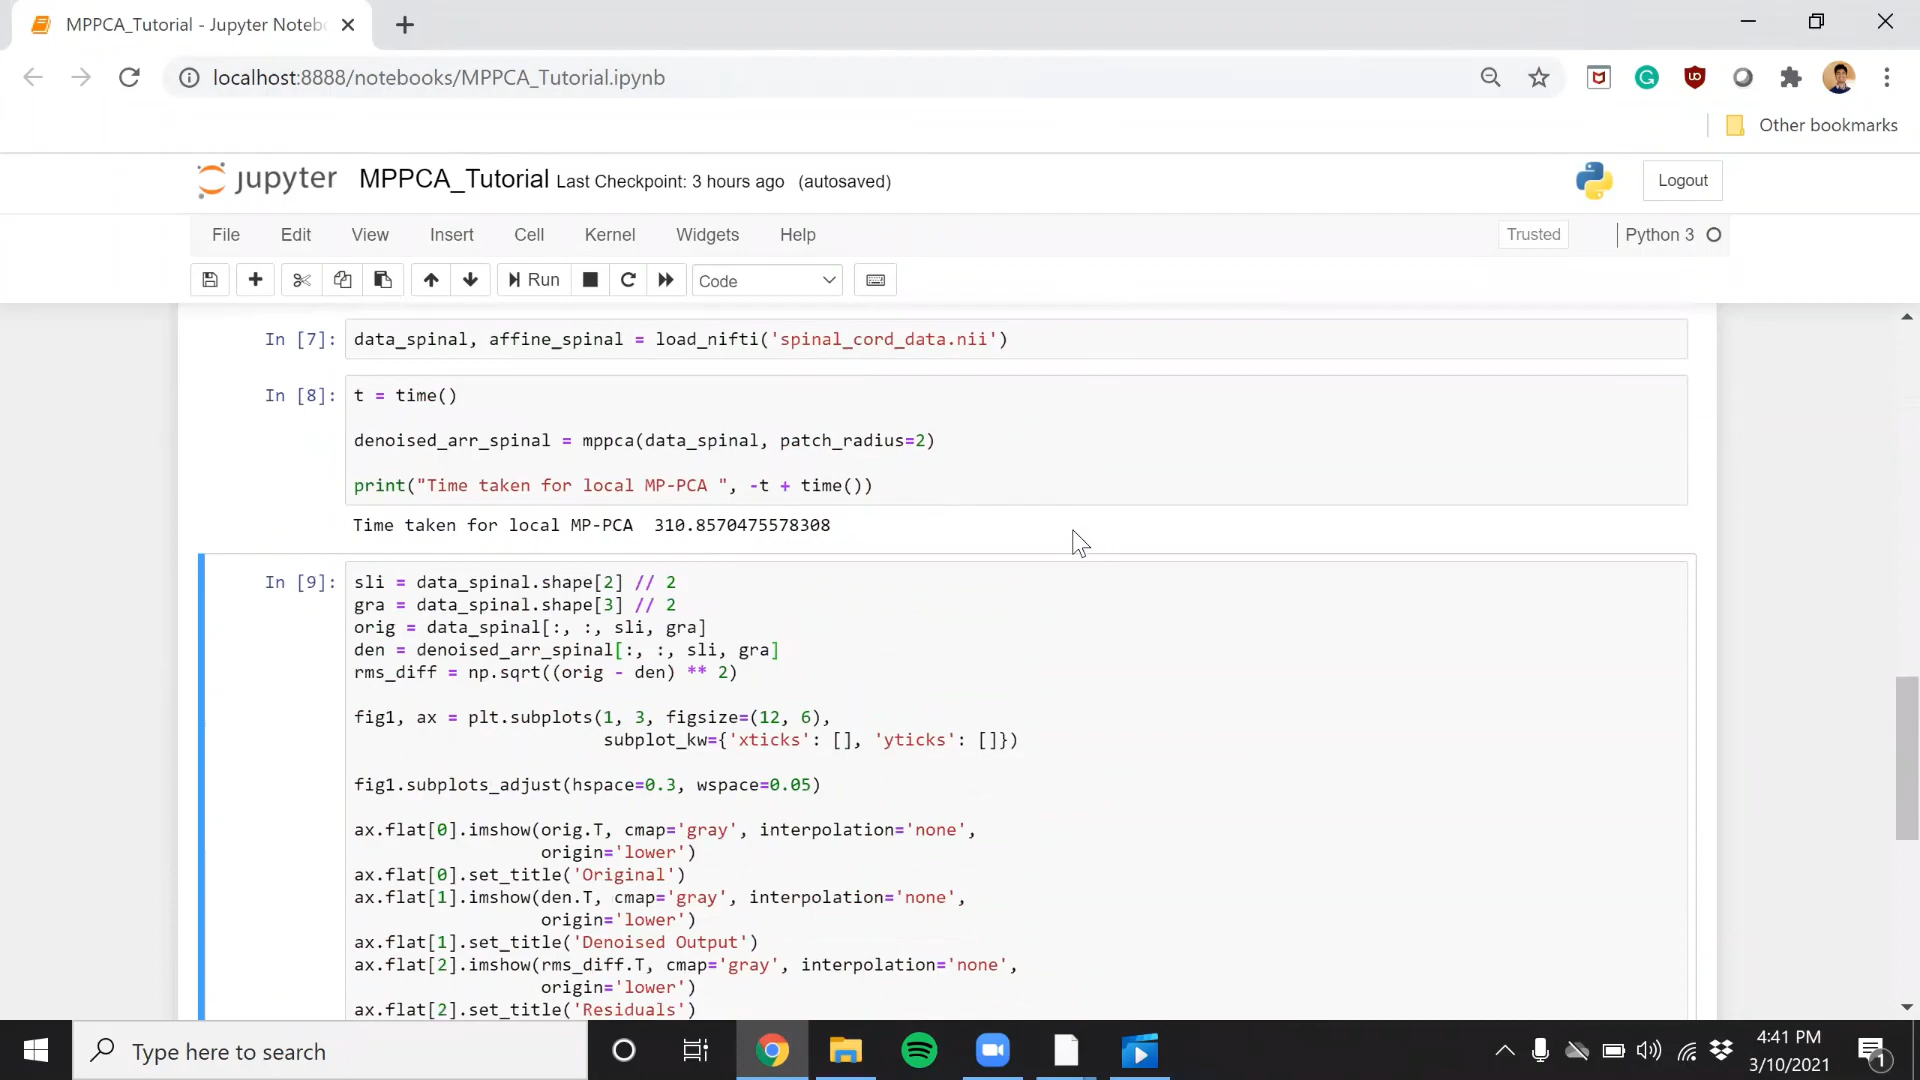 MPPCA_Tutorial - Jupyter Noteb
localhost:8888/notebooks/MPPCA_Tutorial.ipynb
Other bookmarks
jupyter MPPCA_Tutorial Last Checkpoint: 3 hours ago (autosaved)
Logout
File Edit View Insert Cell Kernel Widgets Help
Trusted
Python 3
Run
Code
In [7]: data_spinal, affine_spinal = load_nifti('spinal_cord_data.nii')
In [8]: t = time()
denoised_arr_spinal = mppca(data_spinal, patch_radius=2)
print("Time taken for local MP-PCA ", -t + time())
Time taken for local MP-PCA  310.8570475578308
In [9]: sli = data_spinal.shape[2] // 2
gra = data_spinal.shape[3] // 2
orig = data_spinal[:, :, sli, gra]
den = denoised_arr_spinal[:, :, sli, gra]
rms_diff = np.sqrt((orig - den) ** 2)
fig1, ax = plt.subplots(1, 3, figsize=(12, 6),
subplot_kw={'xticks': [], 'yticks': []})
fig1.subplots_adjust(hspace=0.3, wspace=0.05)
ax.flat[0].imshow(orig.T, cmap='gray', interpolation='none',
origin='lower')
ax.flat[0].set_title('Original')
ax.flat[1].imshow(den.T, cmap='gray', interpolation='none',
origin='lower')
ax.flat[1].set_title('Denoised Output')
ax.flat[2].imshow(rms_diff.T, cmap='gray', interpolation='none',
origin='lower')
ax.flat[2].set_title('Residuals')
Type here to search
4:41 PM
3/10/2021
1